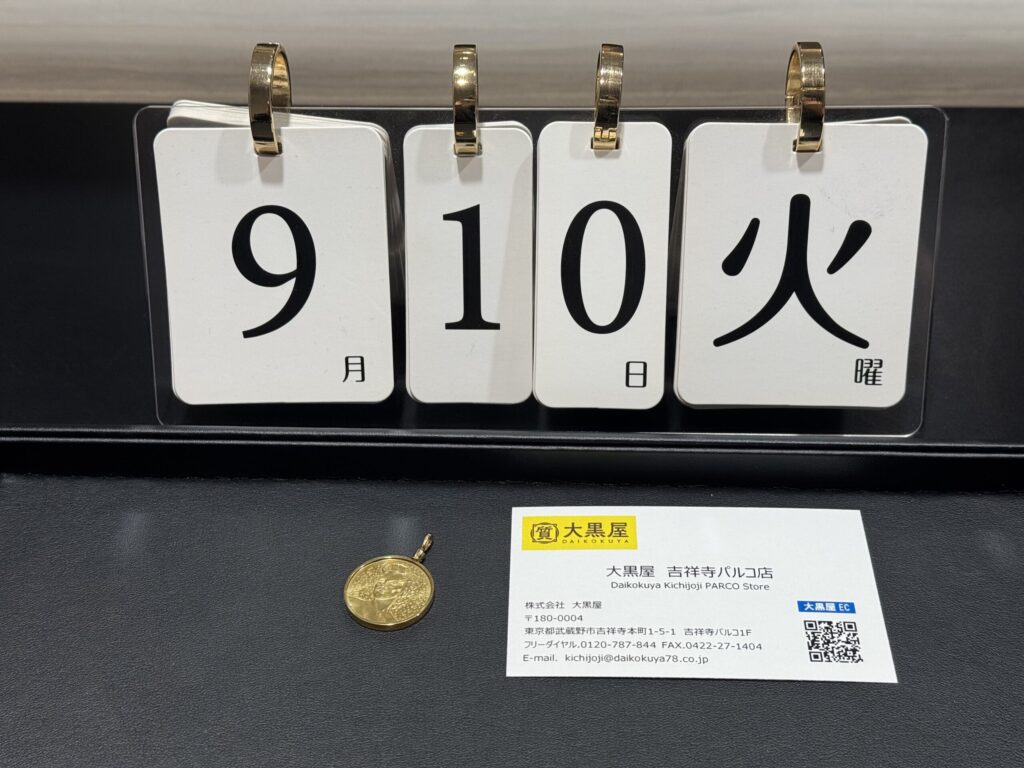 9
月
1
0
日
火
曜
質 大黒屋
DAIKOKUYA
大黒屋 吉祥寺パルコ店
Daikokuya Kichijoji PARCO Store
株式会社 大黒屋
〒180-0004
東京都武蔵野市吉祥寺本町1-5-1 吉祥寺パルコ1F
フリーダイヤル.0120-787-844 FAX.0422-27-1404
E-mail. kichijoji@daikokuya78.co.jp
大黒屋 EC